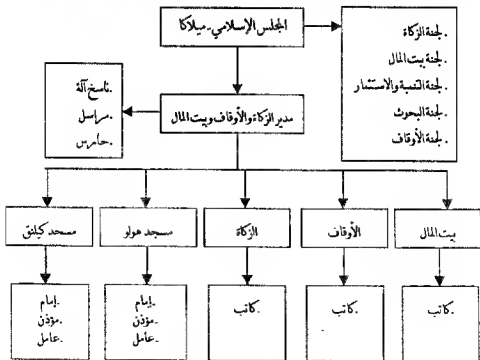 المجلس الإسلامي - ميلاكا
.لجنة الزكاة
.لجنة بيت المال
.لجنة التنمية والاستثمار
.لجنة البحوث
.لجنة الأوقاف
مدير الزكاة والأوقاف وبيت المال
.ناسخ آلة
.مراسل
.حارس
بيت المال
الأوقاف
الزكاة
مسجد هولو
مسجد كيلنق
.كاتب
.كاتب
.كاتب
.إمام
.مؤذن
.عامل
.إمام
.مؤذن
.عامل